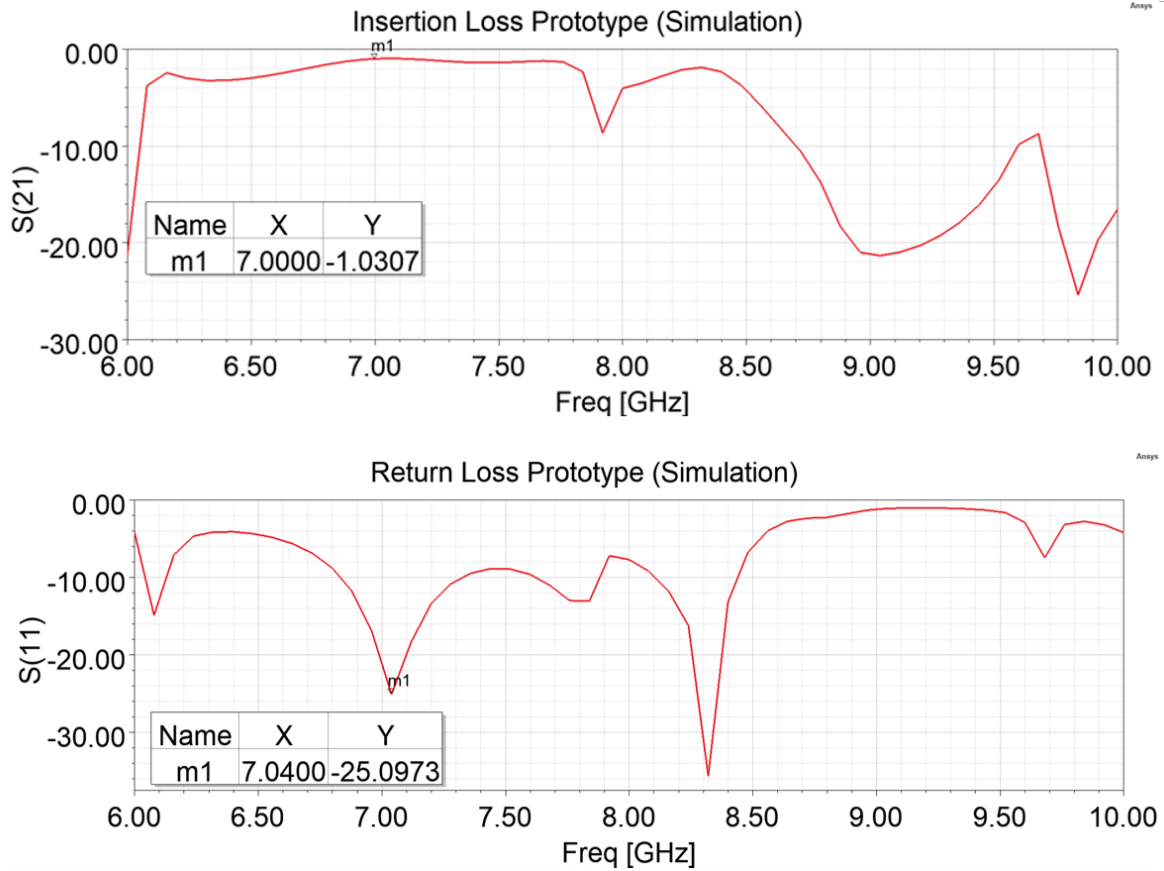 Ansys
Insertion Loss Prototype (Simulation)
m1
0.00
-10.00
-20.00
-30.00
S(21)
Name X Y
m1 7.0000 -1.0307
6.00 6.50 7.00 7.50 8.00 8.50 9.00 9.50 10.00
Freq [GHz]
Ansys
Return Loss Prototype (Simulation)
0.00
-10.00
-20.00
-30.00
S(11)
m1
Name X Y
m1 7.0400 -25.0973
6.00 6.50 7.00 7.50 8.00 8.50 9.00 9.50 10.00
Freq [GHz]